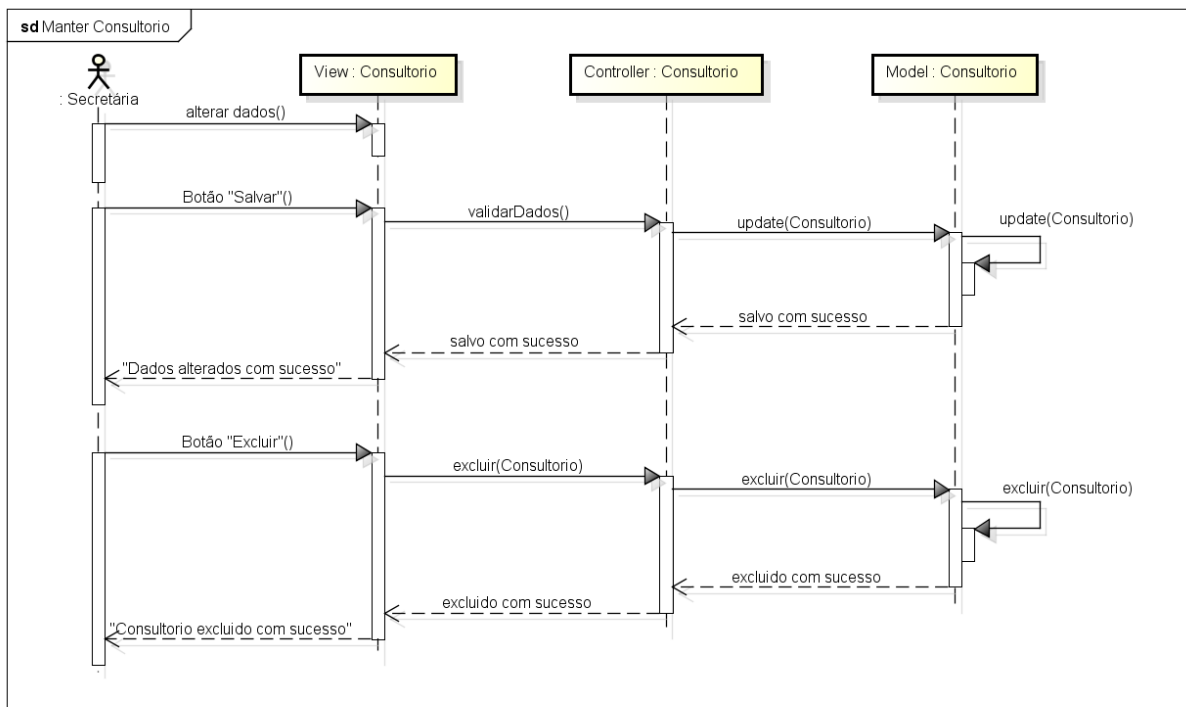 sd Manter Consultorio
: Secretária
View : Consultorio
Controller : Consultorio
Model : Consultorio
alterar dados()
Botão "Salvar"()
validarDados()
update(Consultorio)
update(Consultorio)
salvo com sucesso
salvo com sucesso
"Dados alterados com sucesso"
Botão "Excluir"()
excluir(Consultorio)
excluir(Consultorio)
excluir(Consultorio)
excluido com sucesso
excluido com sucesso
"Consultorio excluido com sucesso"